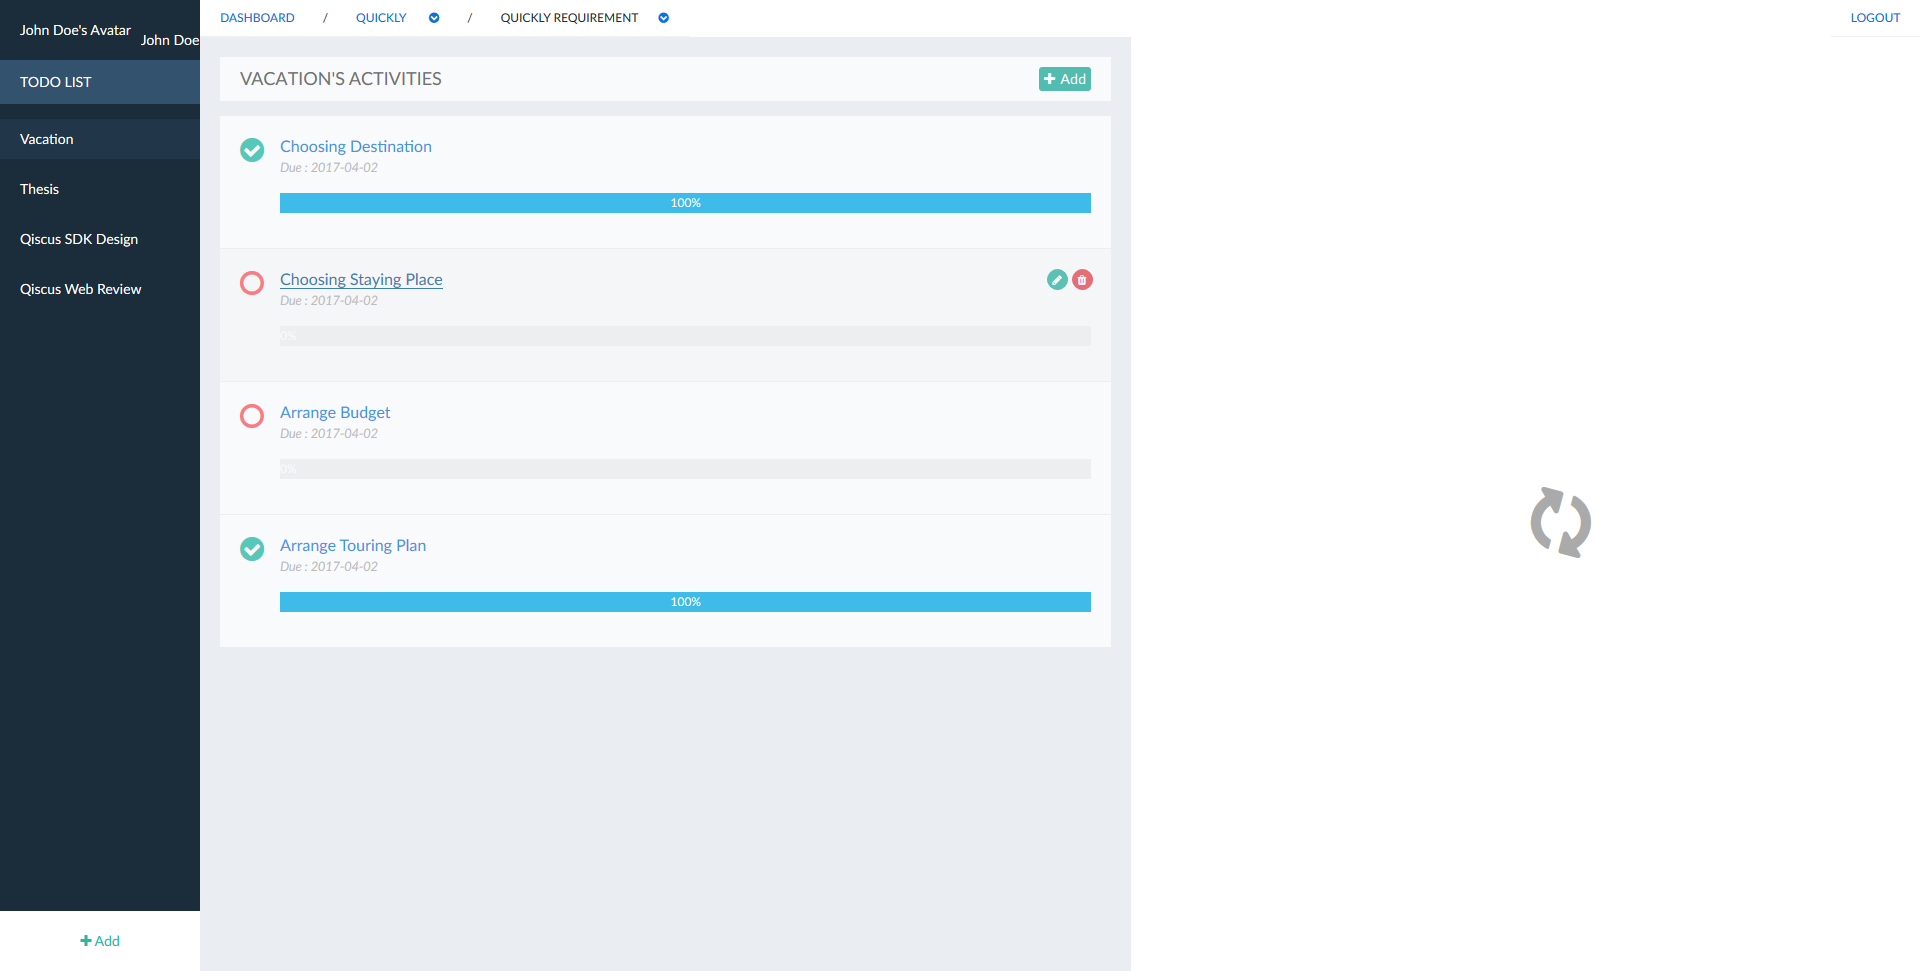 John Doe's Avatar
John Doe
TODO LIST
Vacation
Thesis
Qiscus SDK Design
Qiscus Web Review
Add
DASHBOARD / QUICKLY / QUICKLY REQUIREMENT
LOGOUT
VACATION'S ACTIVITIES
Add
Choosing Destination
Due : 2017-04-02
100%
Choosing Staying Place
Due : 2017-04-02
0%
Arrange Budget
Due : 2017-04-02
0%
Arrange Touring Plan
Due : 2017-04-02
100%